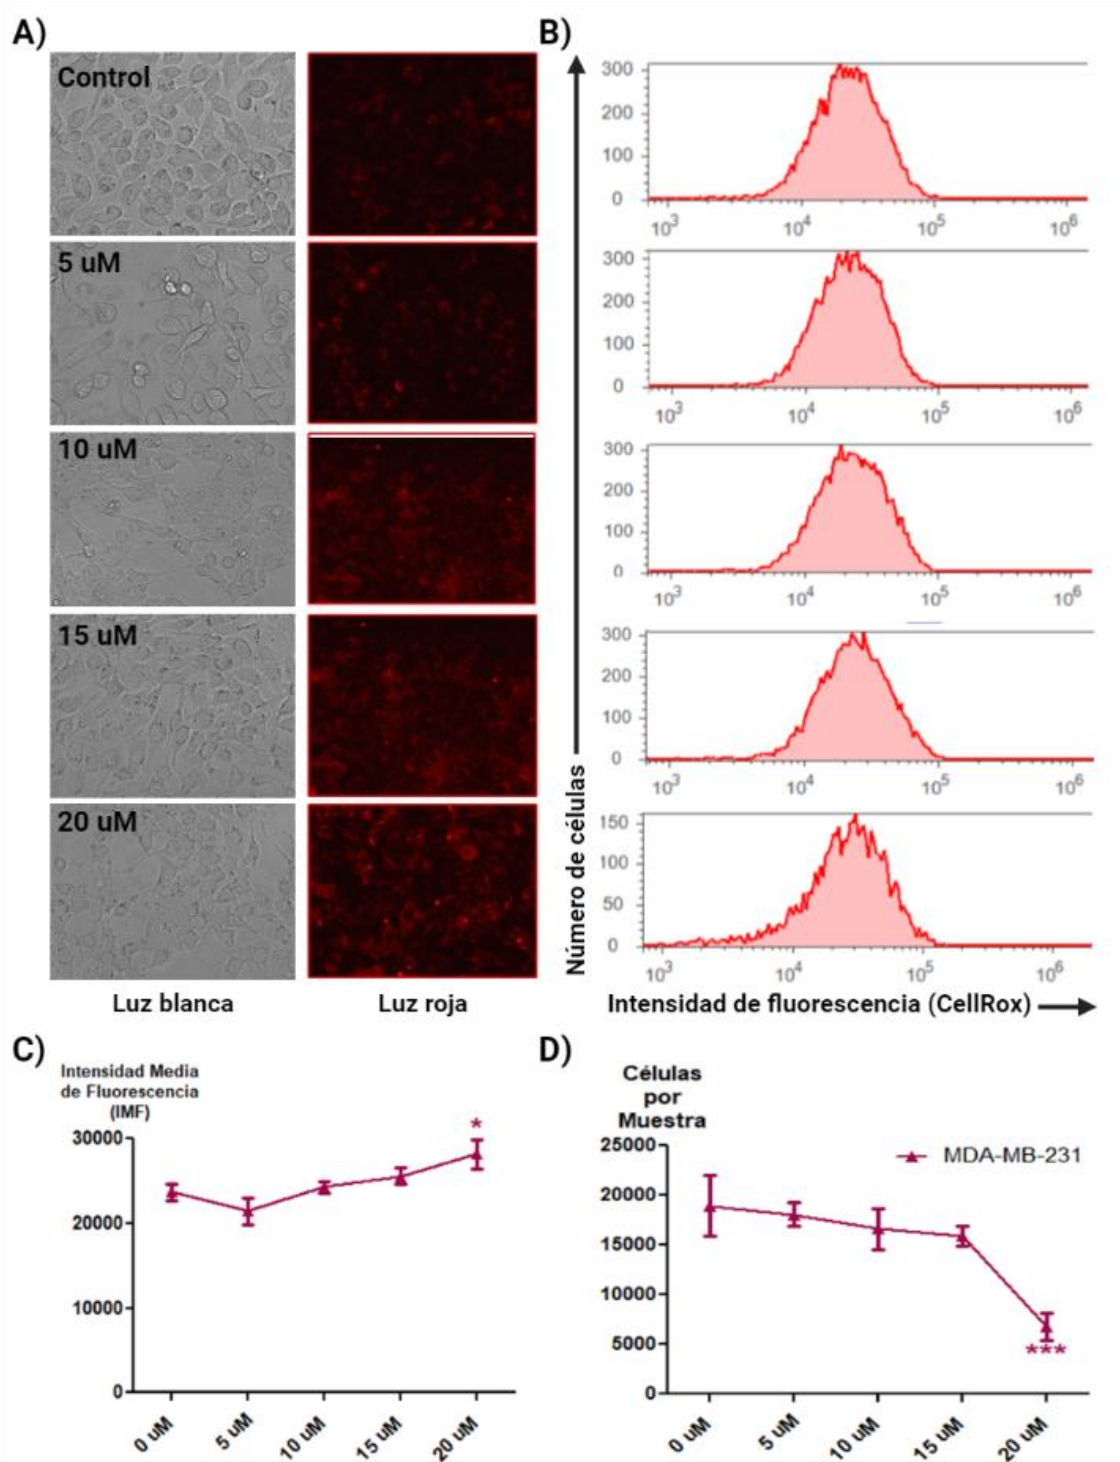 A)
B)
Control
5 uM
10 uM
15 uM
20 uM
Luz blanca
Luz roja
Número de células
300
200
100
0
10³
10⁴
10⁵
10⁶
300
200
100
0
10³
10⁴
10⁵
10⁶
300
200
100
0
10³
10⁴
10⁵
10⁶
300
200
100
0
10³
10⁴
10⁵
10⁶
150
100
50
0
10³
10⁴
10⁵
10⁶
Intensidad de fluorescencia (CellRox)
C)
Intensidad Media
de Fluorescencia
(IMF)
30000
20000
10000
0
*
0 uM
5 uM
10 uM
15 uM
20 uM
D)
Células
por
Muestra
25000
20000
15000
10000
5000
0
MDA-MB-231
***
0 uM
5 uM
10 uM
15 uM
20 uM